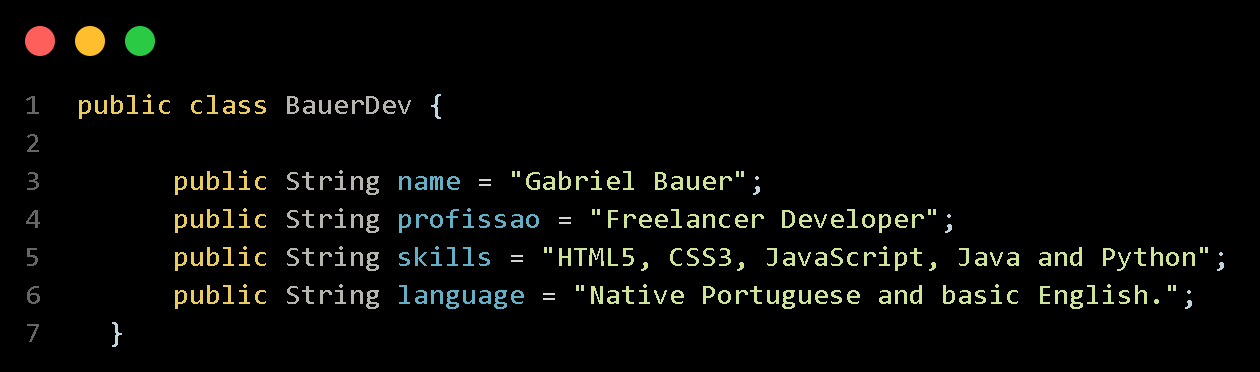 1 public class BauerDev {
2
3 public String name = "Gabriel Bauer";
4 public String profissao = "Freelancer Developer";
5 public String skills = "HTML5, CSS3, JavaScript, Java and Python";
6 public String language = "Native Portuguese and basic English.";
7 }